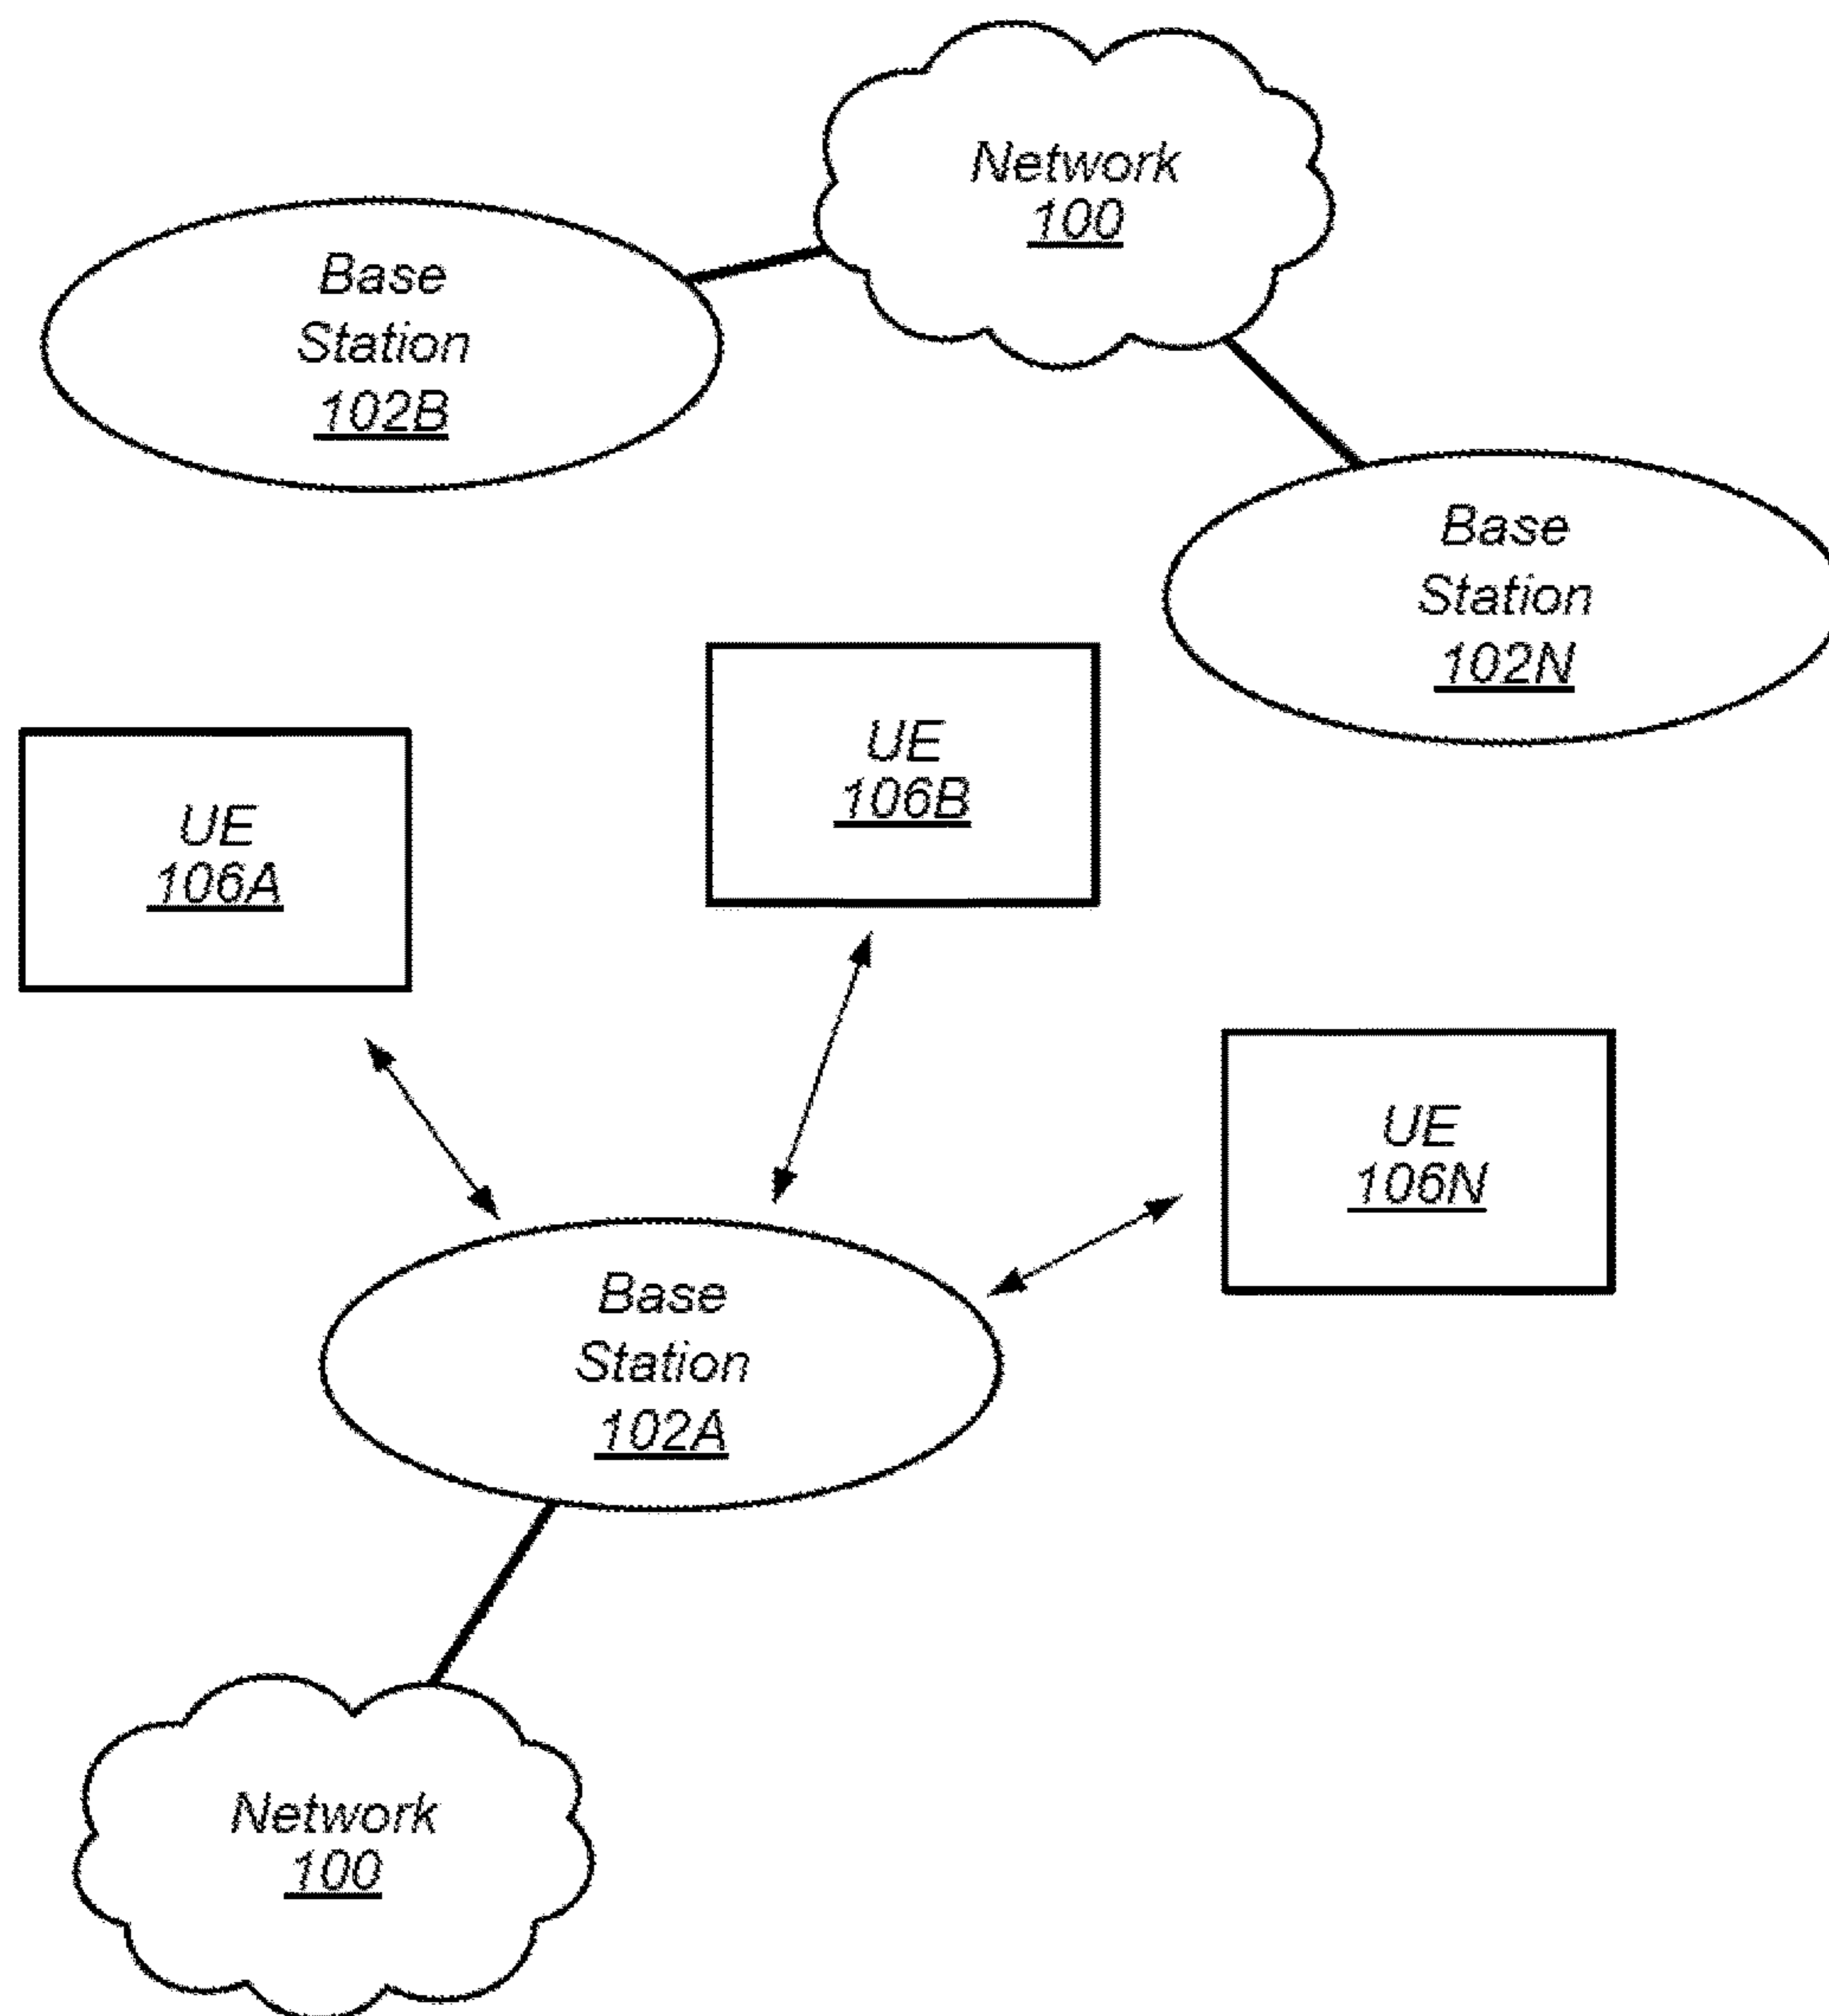 Network
100
Base
Station
102B
Base
Station
102N
UE
106B
UE
106A
UE
106N
Base
Station
102A
Network
100